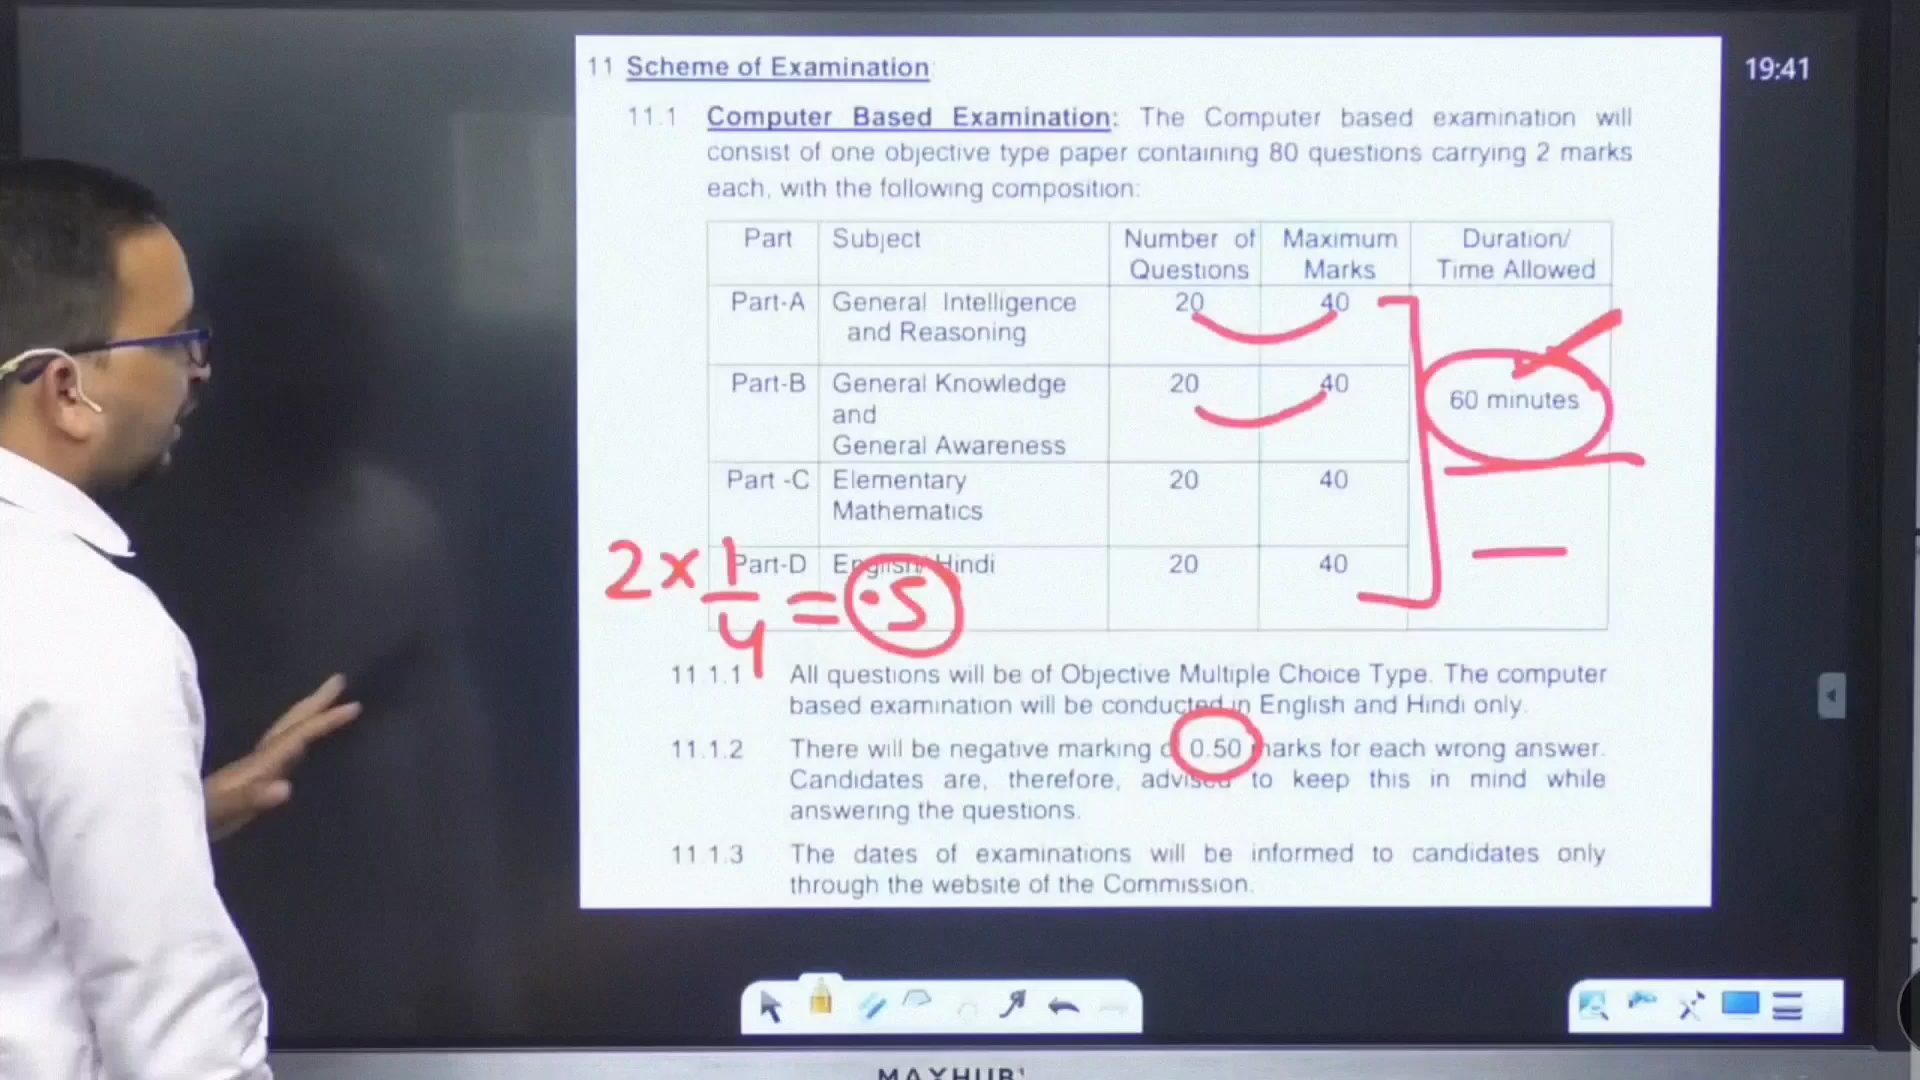 11 Scheme of Examination
19:41
11.1 Computer Based Examination: The Computer based examination will
consist of one objective type paper containing 80 questions carrying 2 marks
each, with the following composition:
Part Subject Number of Questions Maximum Marks Duration/ Time Allowed
Part-A General Intelligence and Reasoning 20 40
Part-B General Knowledge and General Awareness 20 40
60 minutes
Part -C Elementary Mathematics 20 40
Part-D English/ Hindi 20 40
2 × 1/4 = .5
11.1.1 All questions will be of Objective Multiple Choice Type. The computer
based examination will be conducted in English and Hindi only.
11.1.2 There will be negative marking 0.50 marks for each wrong answer.
Candidates are, therefore, advised to keep this in mind while
answering the questions.
11.1.3 The dates of examinations will be informed to candidates only
through the website of the Commission.
MAXHUB